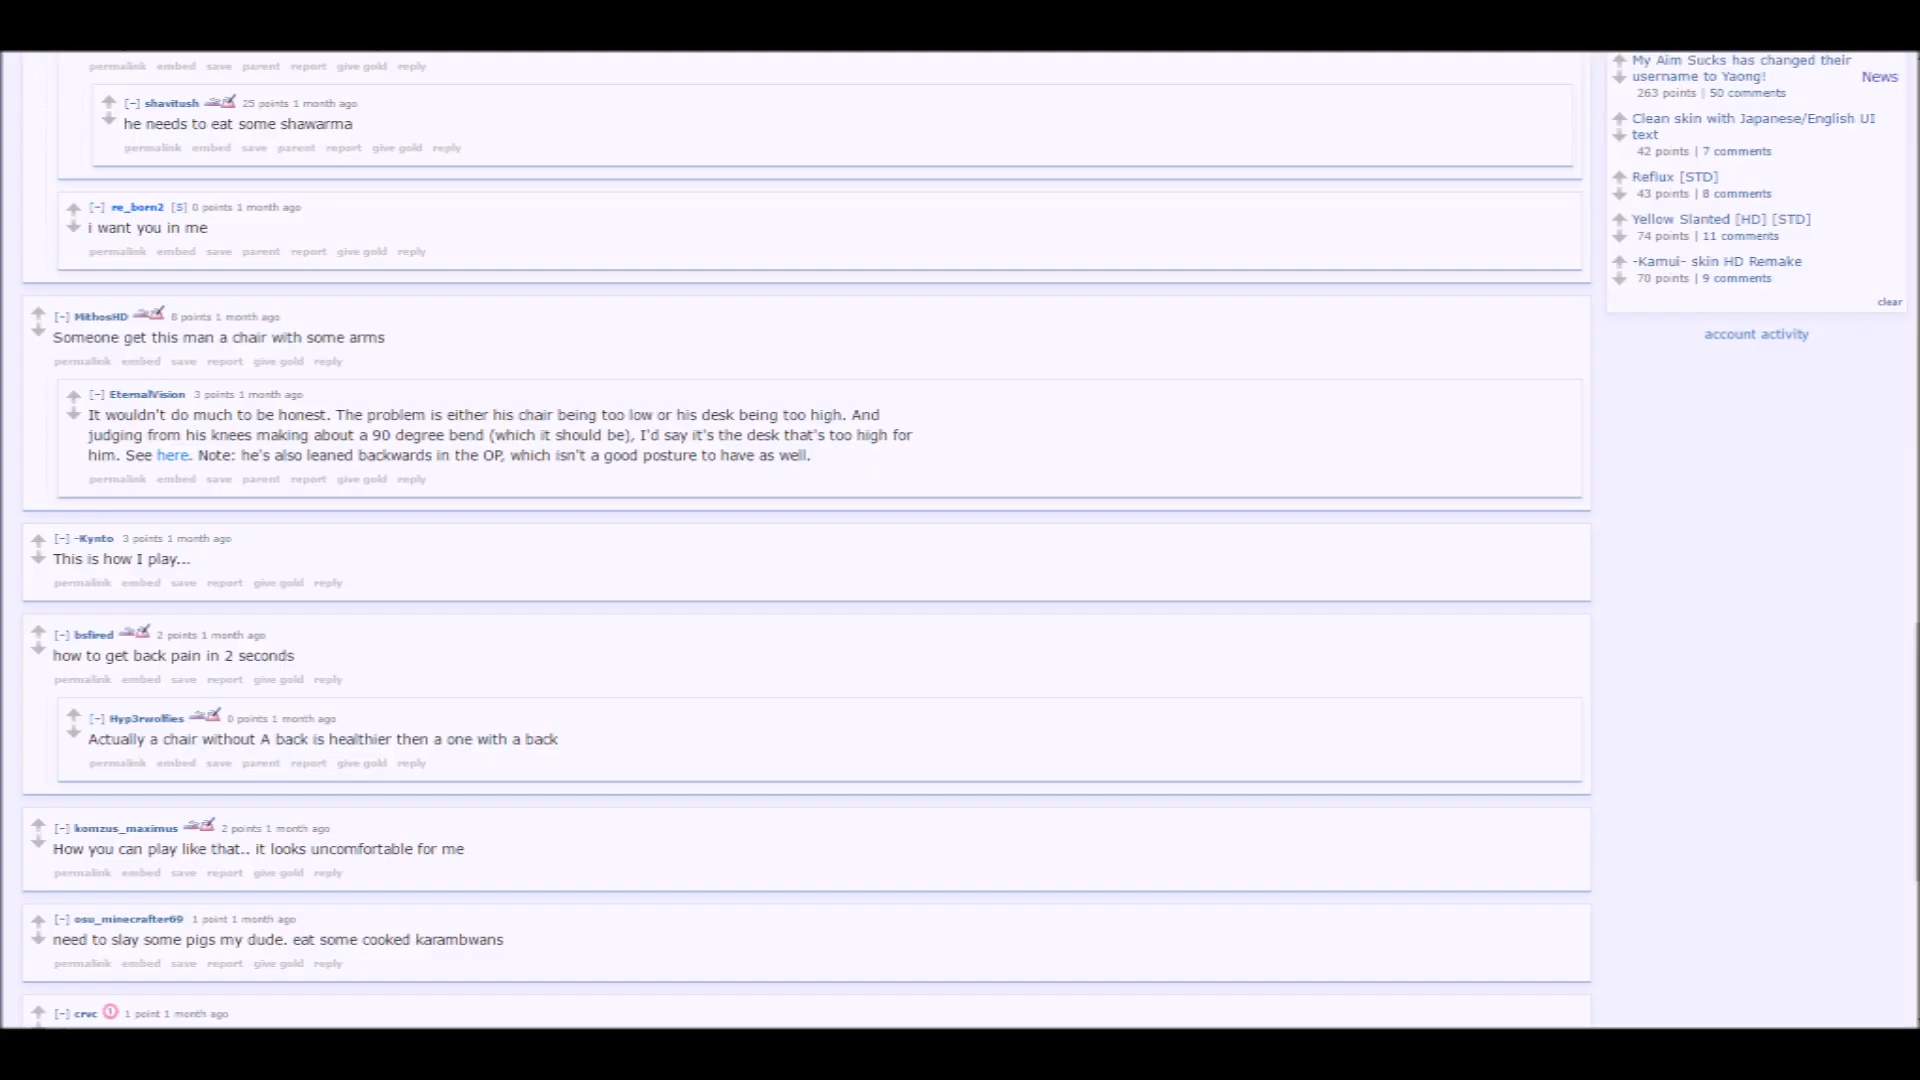 permalink embed save parent report give gold reply
[-] shavitush 25 points 1 month ago
he needs to eat some shawarma
permalink embed save parent report give gold reply
[-] re_born2 [S] 0 points 1 month ago
i want you in me
permalink embed save parent report give gold reply
[-] MithosHD 8 points 1 month ago
Someone get this man a chair with some arms
permalink embed save report give gold reply
[-] EternalVision 3 points 1 month ago
It wouldn't do much to be honest. The problem is either his chair being too low or his desk being too high. And
judging from his knees making about a 90 degree bend (which it should be), I'd say it's the desk that's too high for
him. See here. Note: he's also leaned backwards in the OP, which isn't a good posture to have as well.
permalink embed save parent report give gold reply
[-] -Kynto 3 points 1 month ago
This is how I play...
permalink embed save report give gold reply
[-] bsfired 2 points 1 month ago
how to get back pain in 2 seconds
permalink embed save report give gold reply
[-] Hyp3rwolfies 0 points 1 month ago
Actually a chair without A back is healthier then a one with a back
permalink embed save parent report give gold reply
[-] komzus_maximus 2 points 1 month ago
How you can play like that.. it looks uncomfortable for me
permalink embed save report give gold reply
[-] osu_minecrafter69 1 point 1 month ago
need to slay some pigs my dude. eat some cooked karambwans
permalink embed save report give gold reply
[-] crvc 1 point 1 month ago
My Aim Sucks has changed their
username to Yaong! News
263 points | 50 comments
Clean skin with Japanese/English UI
text
42 points | 7 comments
Reflux [STD]
43 points | 8 comments
Yellow Slanted [HD] [STD]
74 points | 11 comments
-Kamui- skin HD Remake
70 points | 9 comments
clear
account activity